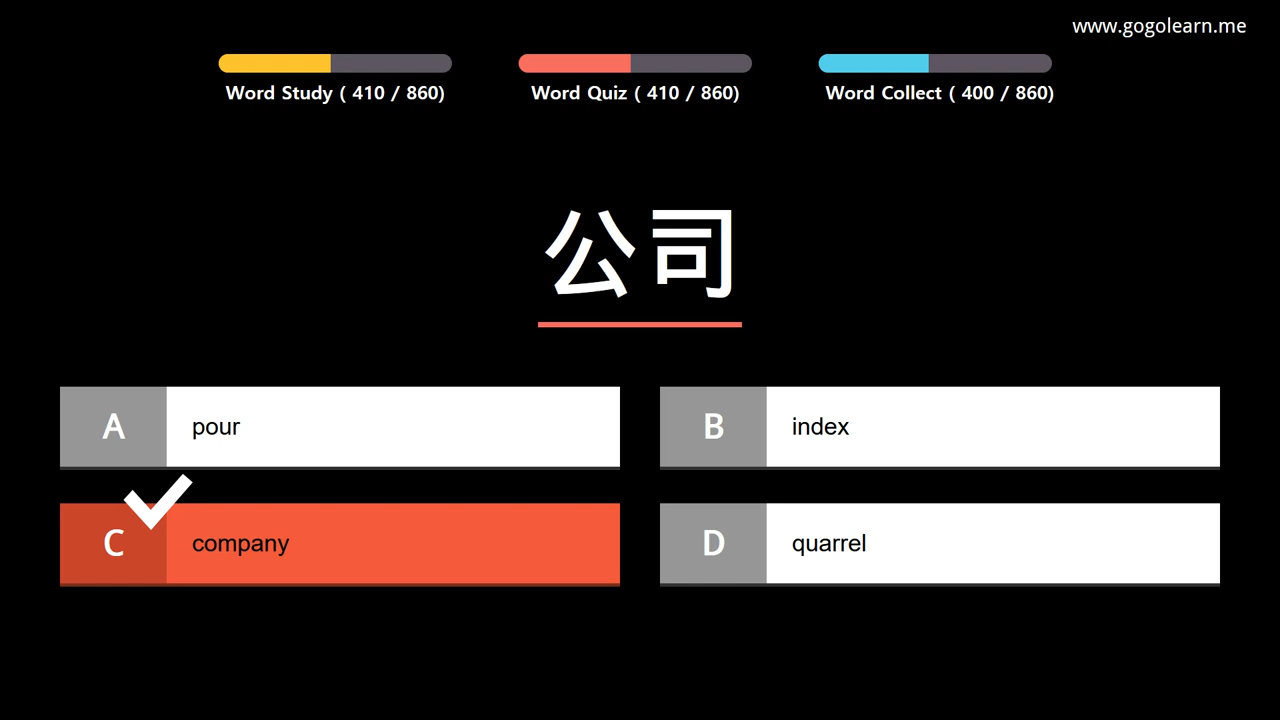 www.gogolearn.me
Word Study ( 410 / 860)
Word Quiz ( 410 / 860)
Word Collect ( 400 / 860)
公司
A pour
B index
C company
D quarrel